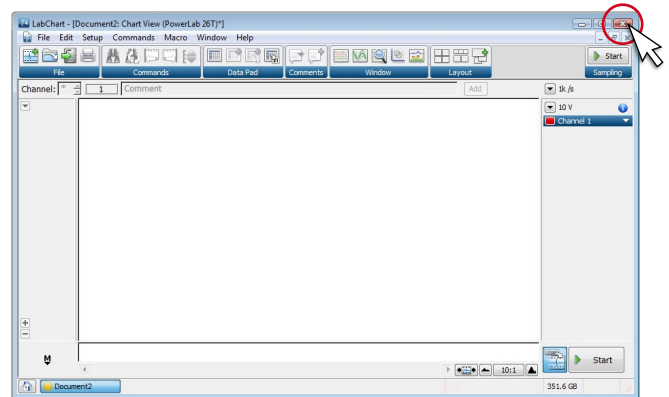 LabChart - [Document2: Chart View (PowerLab 26T)*]
File Edit Setup Commands Macro Window Help
Start
File Commands Data Pad Comments Window Layout Sampling
Channel: * 1 Comment Add 1k /s
10 V
Channel 1
+
−
M
10:1 Start
Document2 351.6 GB